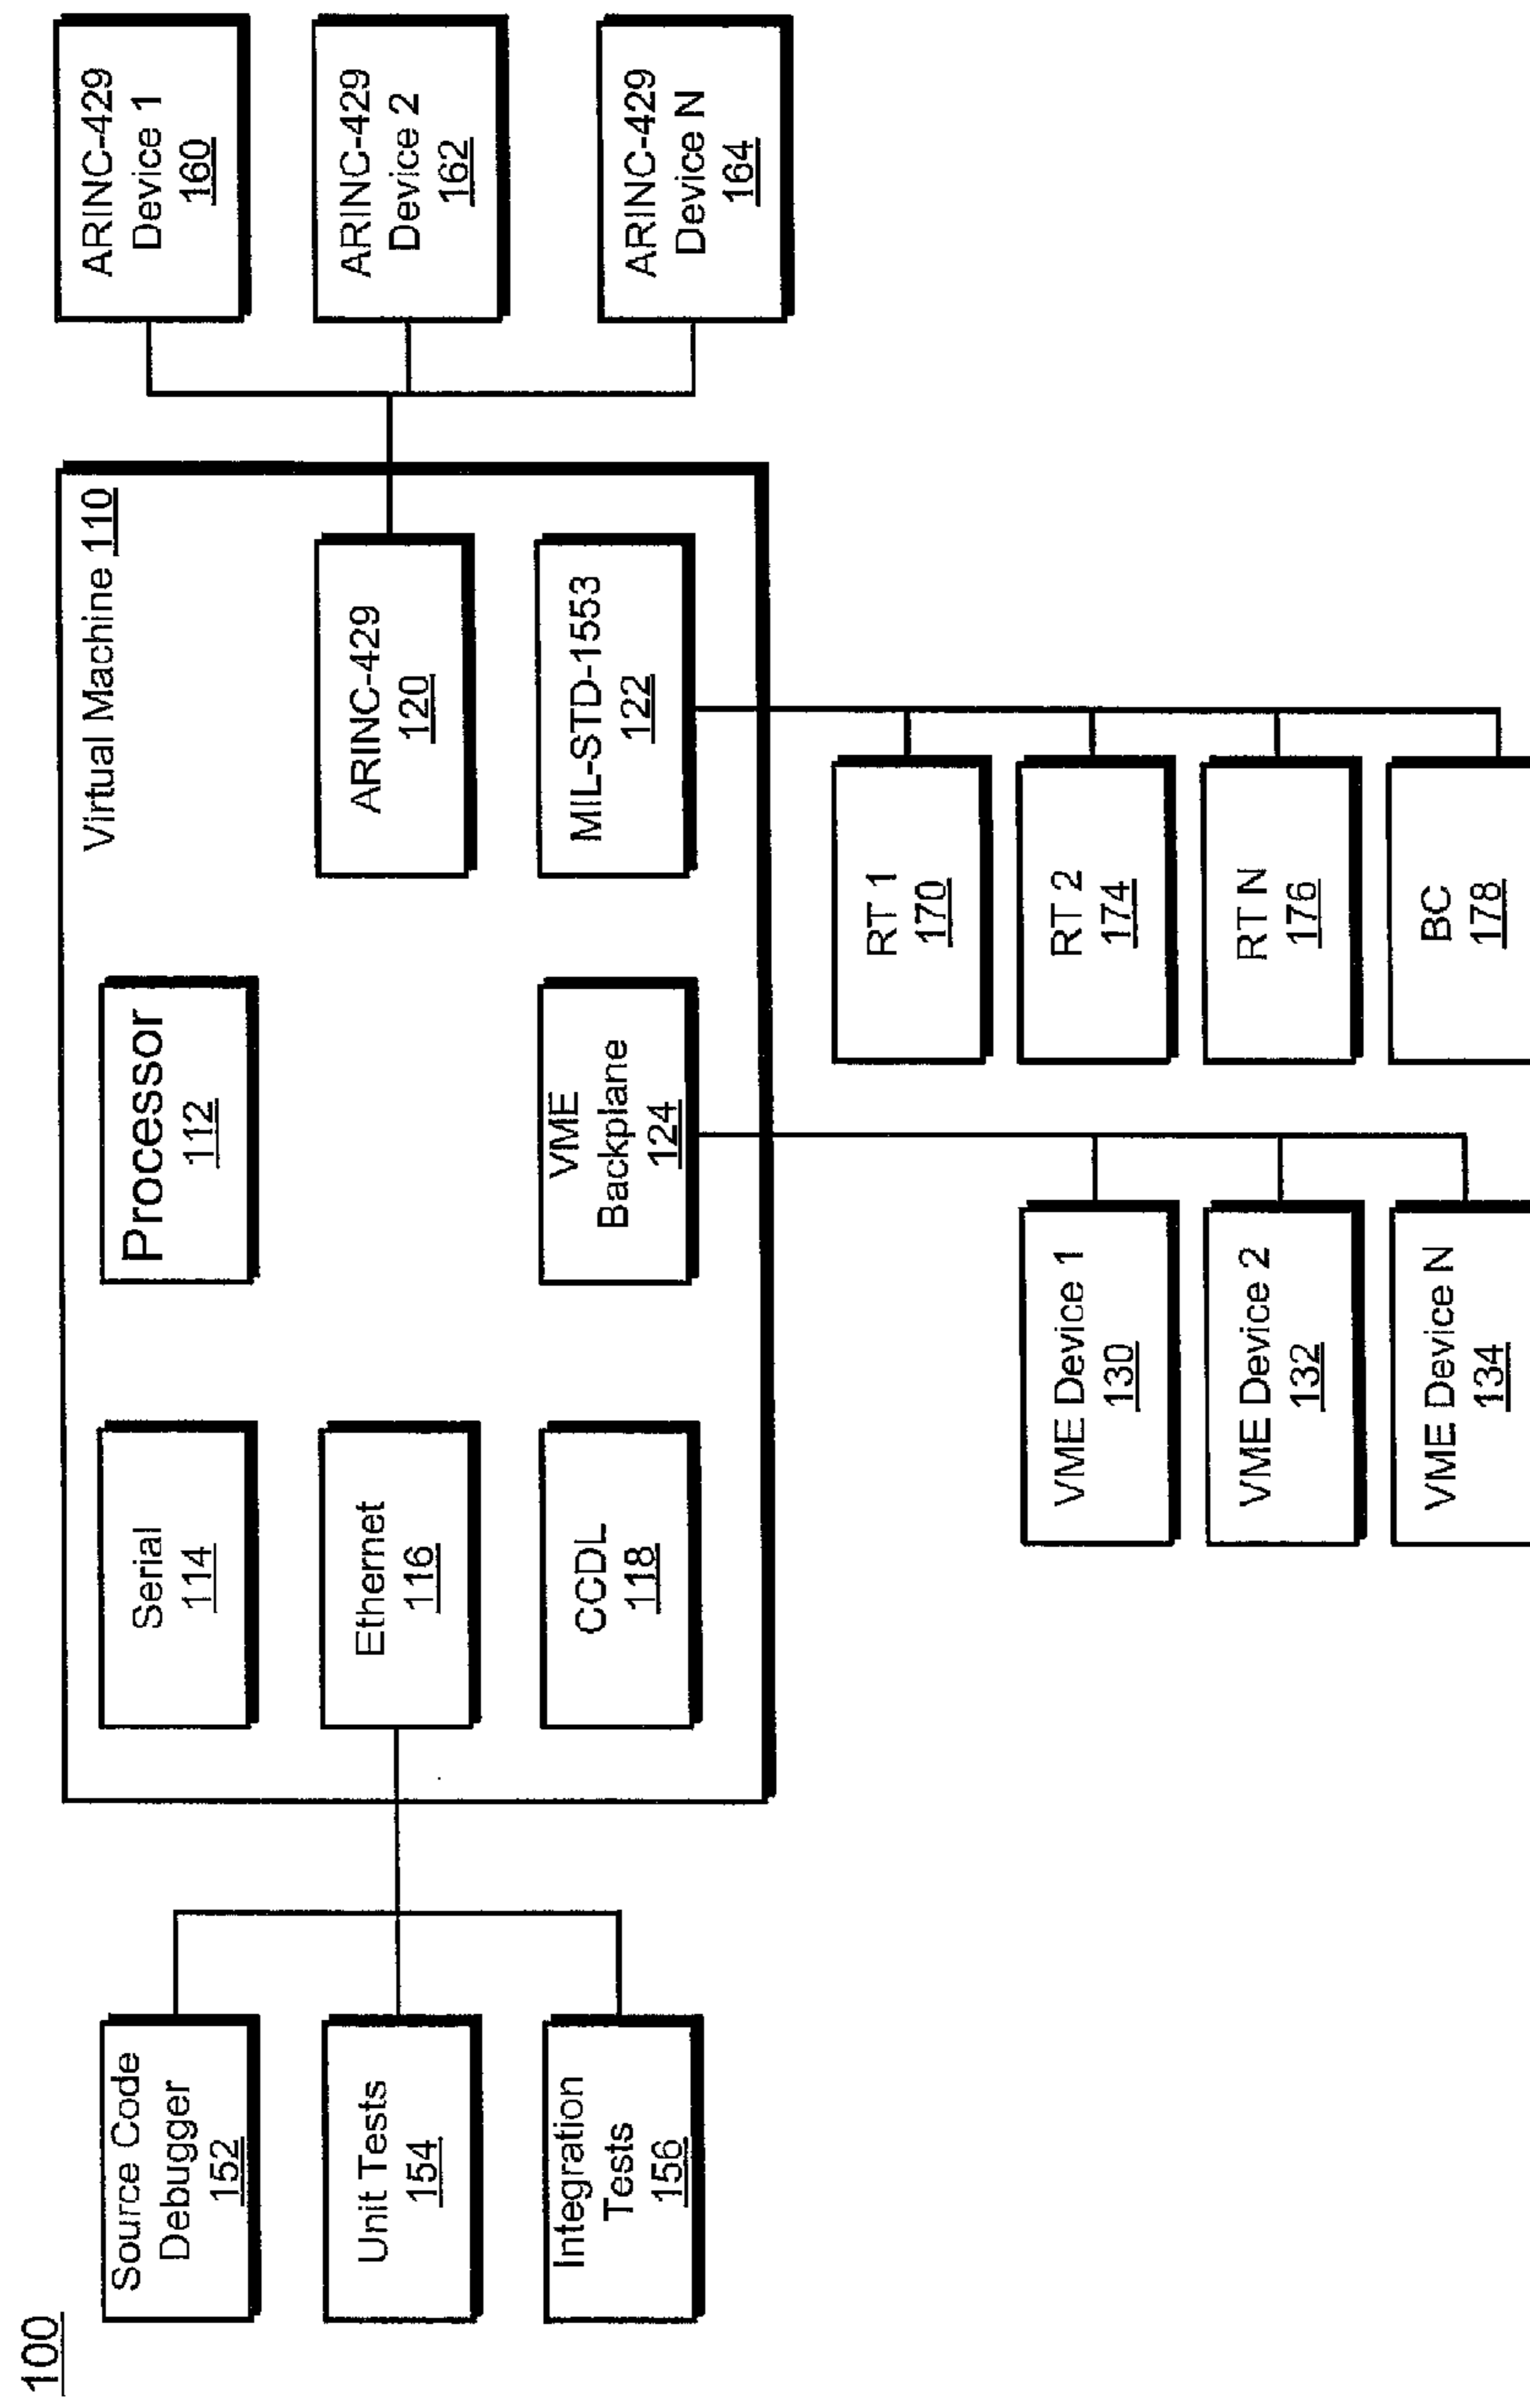 100
Source Code
Debugger
152
Unit Tests
154
Integration
Tests
156
Virtual Machine 110
Serial
114
Ethernet
116
CCDL
118
Processor
112
VME
Backplane
124
ARINC-429
120
MIL-STD-1553
122
ARINC-429
Device 1
160
ARINC-429
Device 2
162
ARINC-429
Device N
164
VME Device 1
130
VME Device 2
132
VME Device N
134
RT 1
170
RT 2
174
RT N
176
BC
178